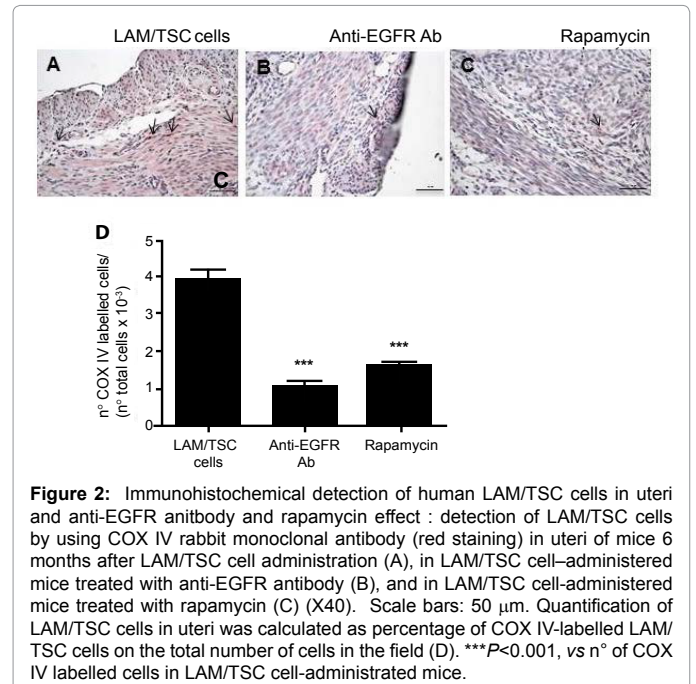 LAM/TSC cells Anti-EGFR Ab Rapamycin
A B C
C
D
5
4
3
2
1
0
n° COX IV labelled cells/
(n° total cells x 10-3)
***
***
LAM/TSC cells
Anti-EGFR Ab
Rapamycin
Figure 2: Immunohistochemical detection of human LAM/TSC cells in uteri
and anti-EGFR anitbody and rapamycin effect : detection of LAM/TSC cells
by using COX IV rabbit monoclonal antibody (red staining) in uteri of mice 6
months after LAM/TSC cell administration (A), in LAM/TSC cell–administered
mice treated with anti-EGFR antibody (B), and in LAM/TSC cell-administered
mice treated with rapamycin (C) (X40). Scale bars: 50 µm. Quantification of
LAM/TSC cells in uteri was calculated as percentage of COX IV-labelled LAM/
TSC cells on the total number of cells in the field (D). ***P<0.001, vs n° of COX
IV labelled cells in LAM/TSC cell-administrated mice.